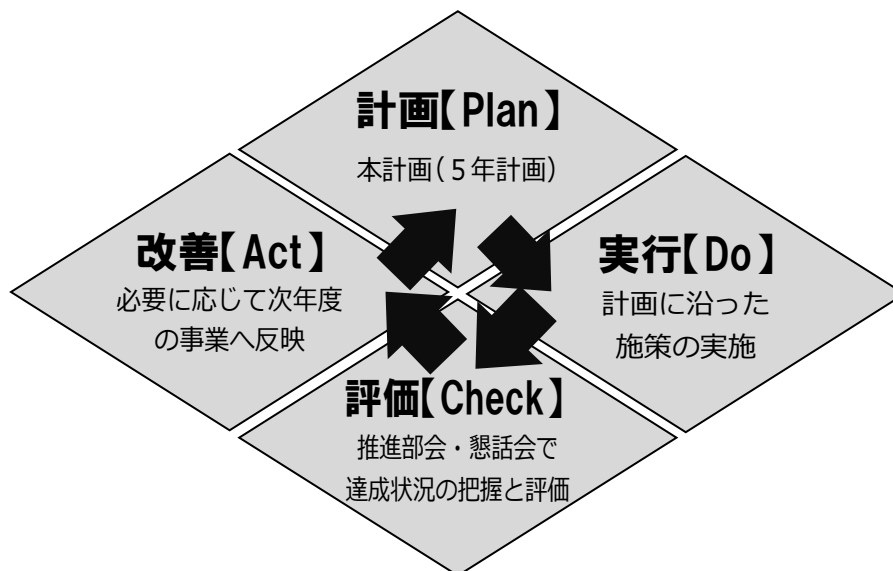 計画【Plan】
本計画(５年計画)
改善【Act】
必要に応じて次年度
の事業へ反映
実行【Do】
計画に沿った
施策の実施
評価【Check】
推進部会・懇話会で
達成状況の把握と評価